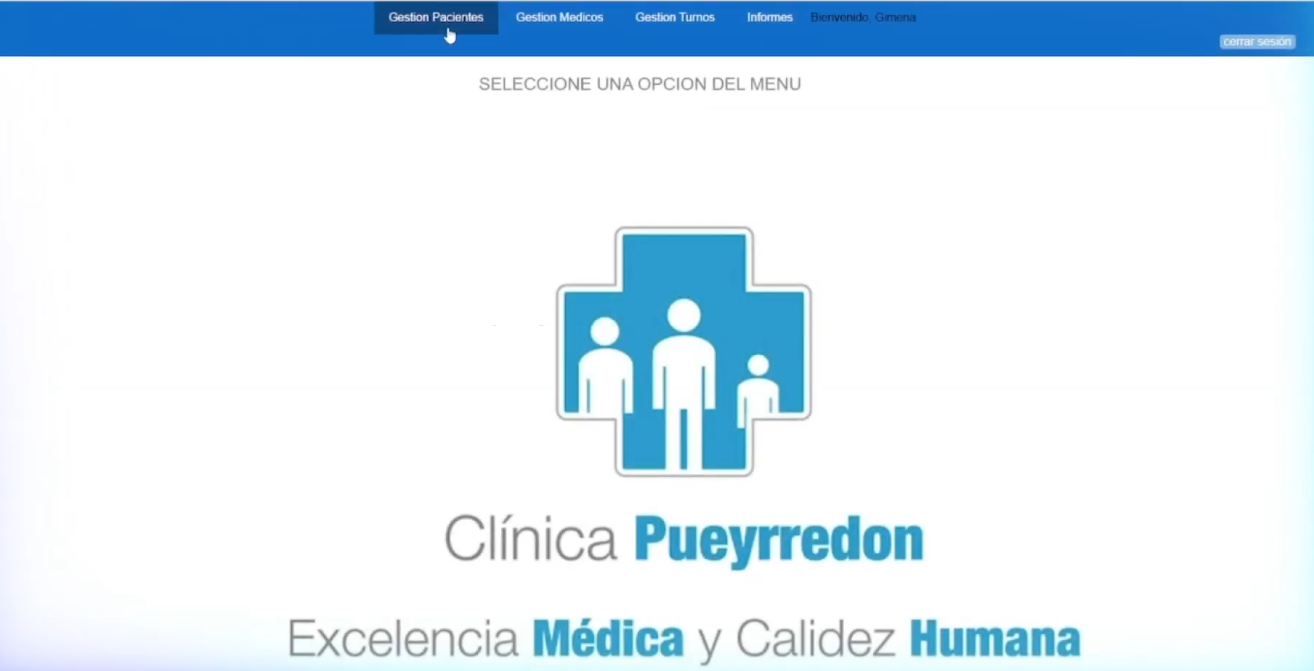 Gestion Pacientes Gestion Medicos Gestion Turnos Informes Bienvenido, Gimena
cerrar sesión
SELECCIONE UNA OPCION DEL MENU
Clínica Pueyrredon
Excelencia Médica y Calidez Humana